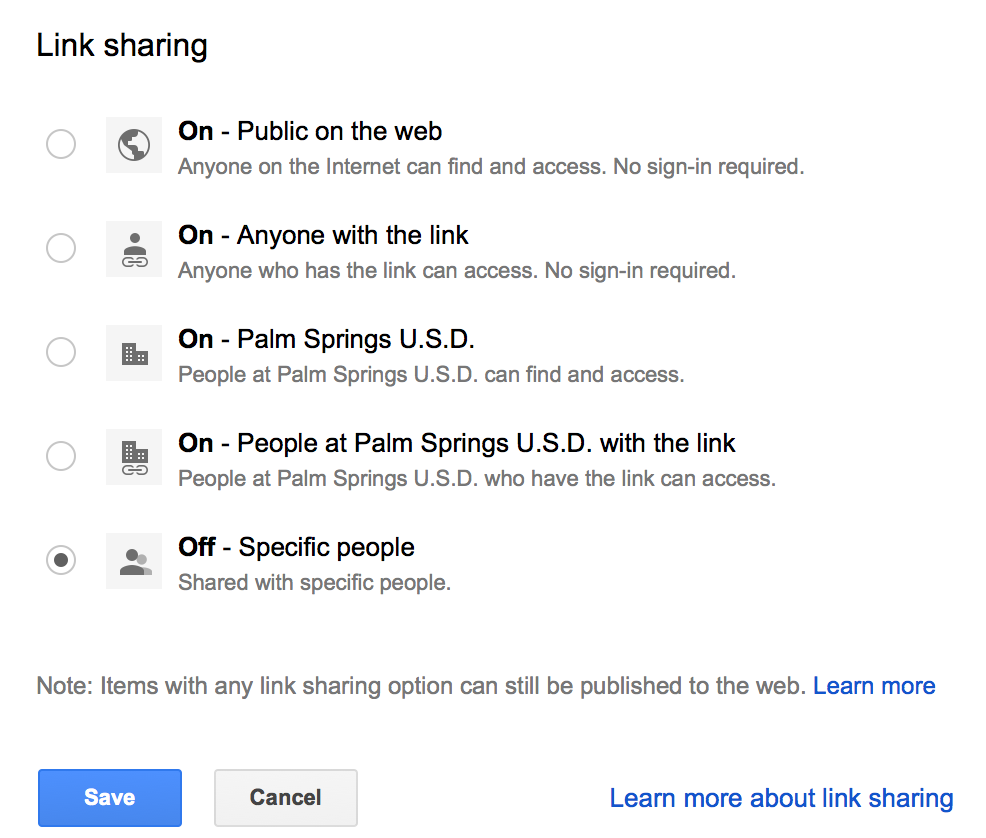 Link sharing
On - Public on the web
Anyone on the Internet can find and access. No sign-in required.
On - Anyone with the link
Anyone who has the link can access. No sign-in required.
On - Palm Springs U.S.D.
People at Palm Springs U.S.D. can find and access.
On - People at Palm Springs U.S.D. with the link
People at Palm Springs U.S.D. who have the link can access.
Off - Specific people
Shared with specific people.
Note: Items with any link sharing option can still be published to the web. Learn more
Save Cancel Learn more about link sharing